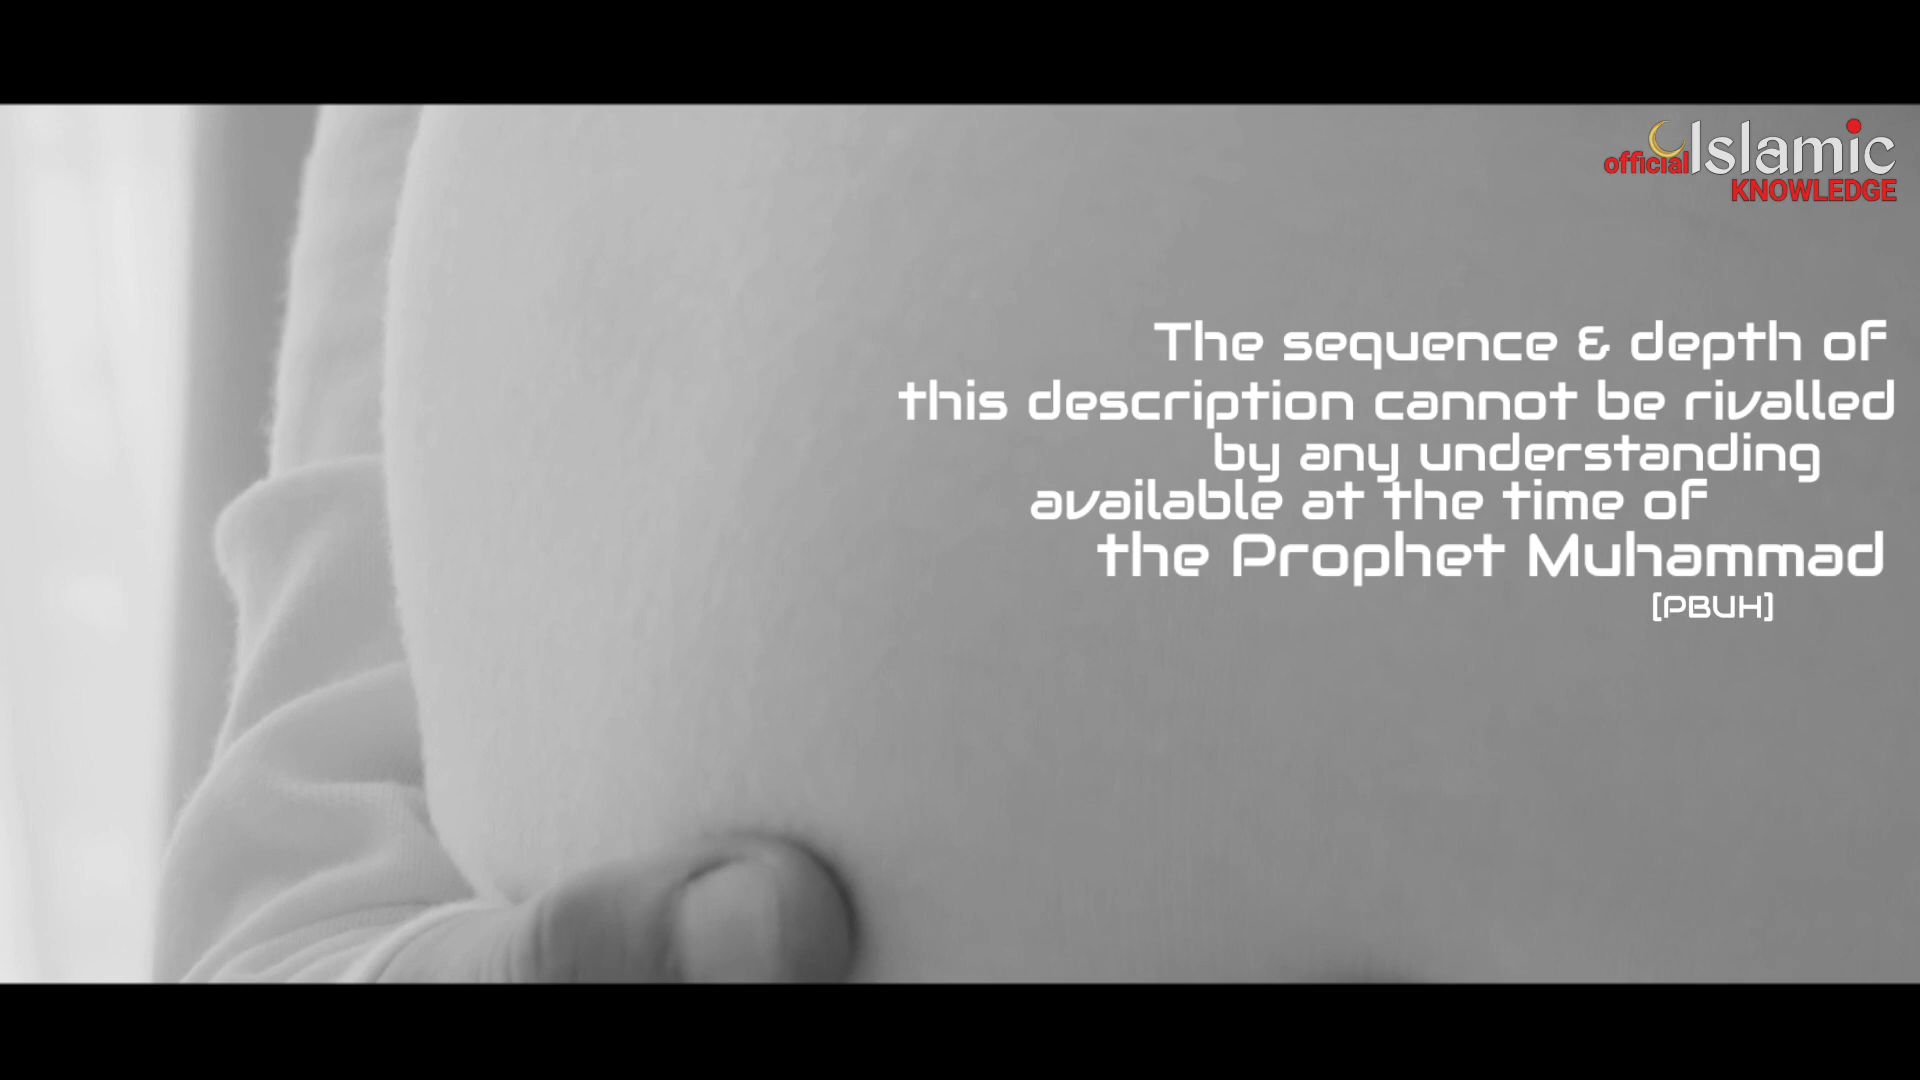 official Islamic
KNOWLEDGE
The sequence & depth of
this description cannot be rivalled
by any understanding
available at the time of
the Prophet Muhammad
[PBUH]